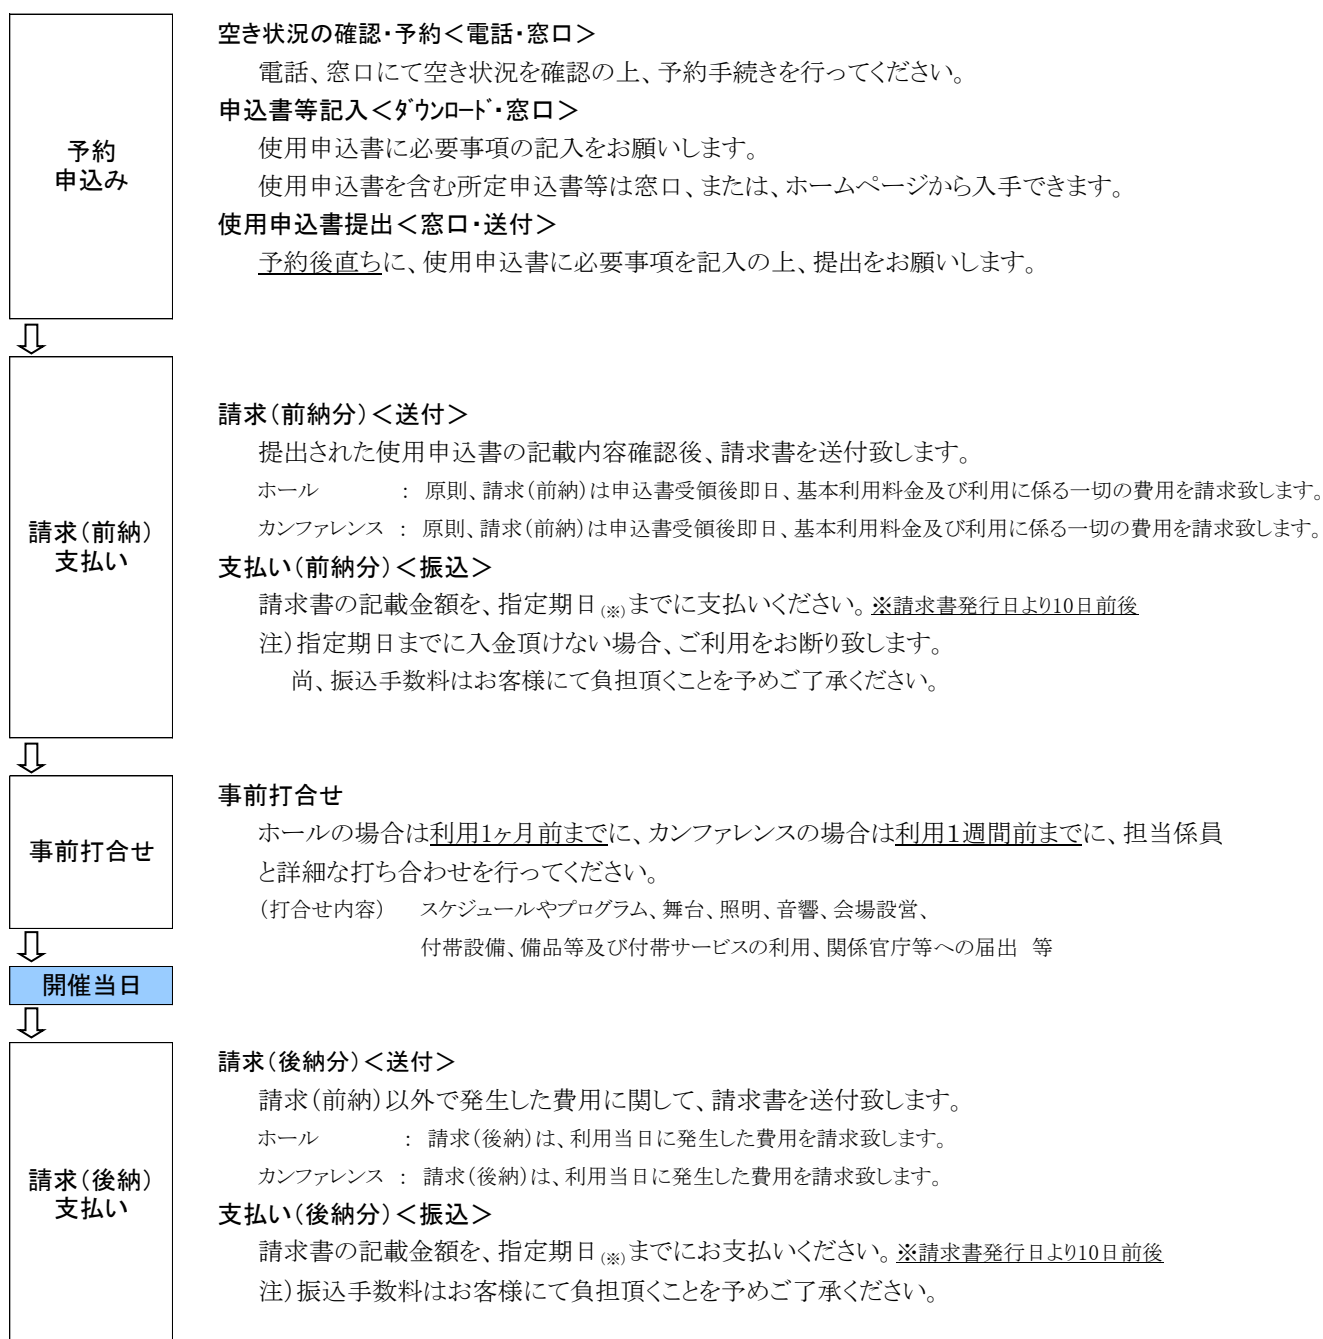 予約
申込み
空き状況の確認・予約＜電話・窓口＞
電話、窓口にて空き状況を確認の上、予約手続きを行ってください。
申込書等記入＜ﾀﾞｳﾝﾛｰﾄﾞ・窓口＞
使用申込書に必要事項の記入をお願いします。
使用申込書を含む所定申込書等は窓口、または、ホームページから入手できます。
使用申込書提出＜窓口・送付＞
予約後直ちに、使用申込書に必要事項を記入の上、提出をお願いします。
⇩
請求（前納）
支払い
請求（前納分）＜送付＞
提出された使用申込書の記載内容確認後、請求書を送付致します。
ホール　　　： 原則、請求（前納）は申込書受領後即日、基本利用料金及び利用に係る一切の費用を請求致します。
カンファレンス ： 原則、請求（前納）は申込書受領後即日、基本利用料金及び利用に係る一切の費用を請求致します。
支払い（前納分）＜振込＞
請求書の記載金額を、指定期日(※)までに支払いください。※請求書発行日より10日前後
注）指定期日までに入金頂けない場合、ご利用をお断り致します。
尚、振込手数料はお客様にて負担頂くことを予めご了承ください。
⇩
事前打合せ
事前打合せ
ホールの場合は利用1ヶ月前までに、カンファレンスの場合は利用１週間前までに、担当係員
と詳細な打ち合わせを行ってください。
（打合せ内容）　スケジュールやプログラム、舞台、照明、音響、会場設営、
付帯設備、備品等及び付帯サービスの利用、関係官庁等への届出　等
⇩
開催当日
⇩
請求（後納）
支払い
請求（後納分）＜送付＞
請求（前納）以外で発生した費用に関して、請求書を送付致します。
ホール　　　： 請求（後納）は、利用当日に発生した費用を請求致します。
カンファレンス ： 請求（後納）は、利用当日に発生した費用を請求致します。
支払い（後納分）＜振込＞
請求書の記載金額を、指定期日(※)までにお支払いください。※請求書発行日より10日前後
注）振込手数料はお客様にて負担頂くことを予めご了承ください。